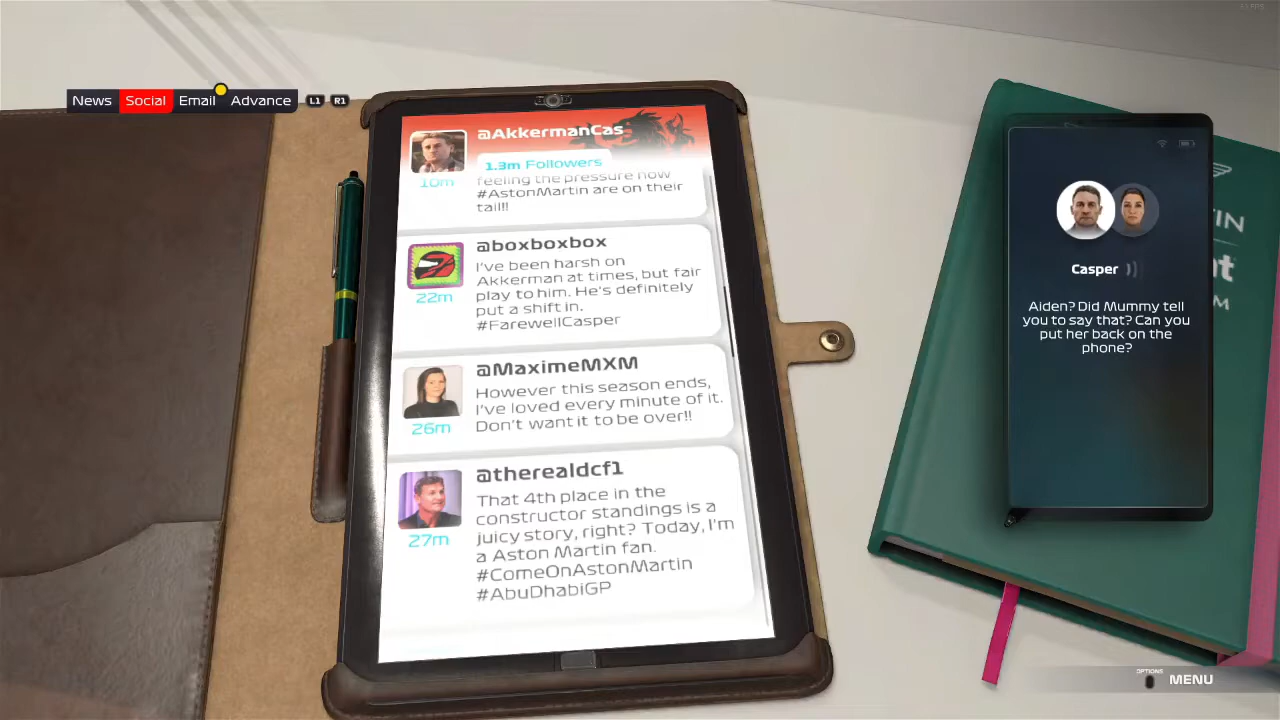 55 FPS
News Social Email Advance L1 R1
@AkkermanCas
1.3m Followers
10m
feeling the pressure now
#AstonMartin are on their
tail!!
@boxboxbox
22m
I've been harsh on
Akkerman at times, but fair
play to him. He's definitely
put a shift in.
#FarewellCasper
@MaximeMXM
26m
However this season ends,
I've loved every minute of it.
Don't want it to be over!!
@therealdcf1
27m
That 4th place in the
constructor standings is a
juicy story, right? Today, I'm
a Aston Martin fan.
#ComeOnAstonMartin
#AbuDhabiGP
Casper
Aiden? Did Mummy tell
you to say that? Can you
put her back on the
phone?
OPTIONS
MENU